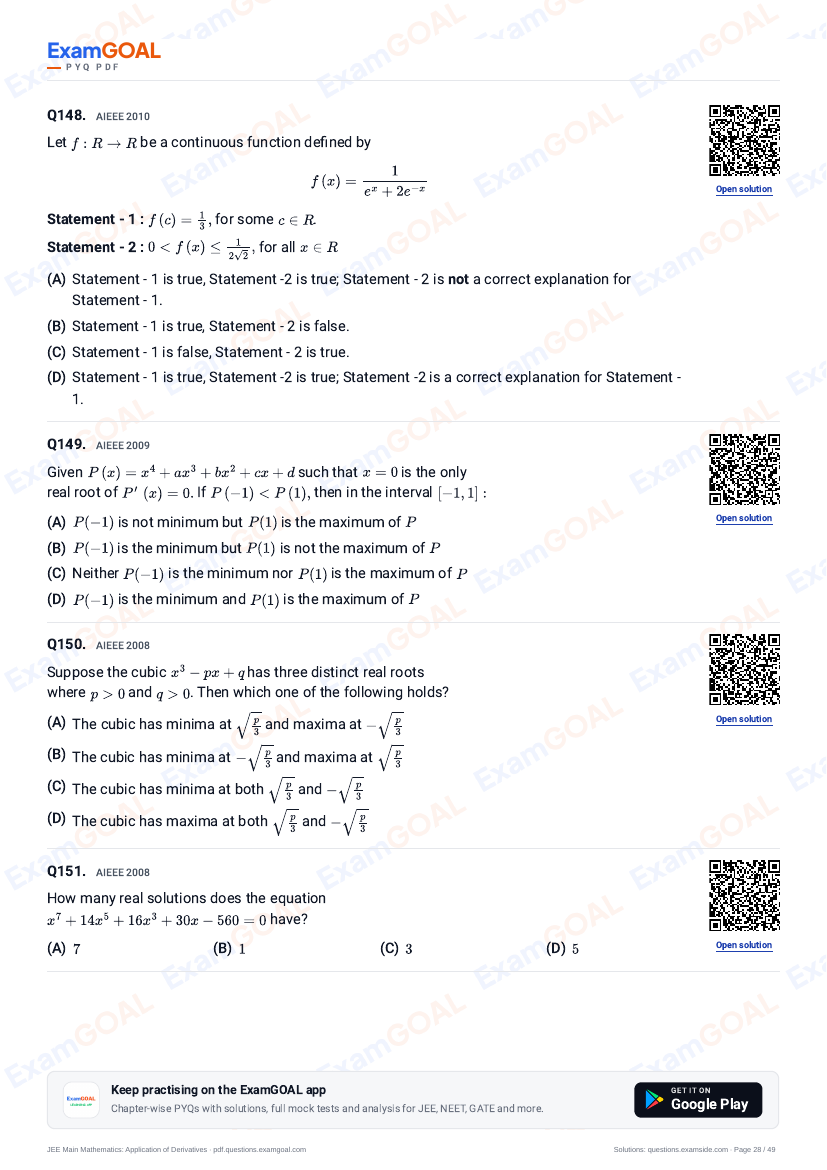 ExamGOAL
PYQ PDF
Q148. AIEEE 2010
Let f : R → R be a continuous function defined by
f (x) = 1/(e^x + 2e^−x)
Open solution
Statement - 1 : f (c) = 1/3, for some c ∈ R.
Statement - 2 : 0 < f (x) ≤ 1/(2√2), for all x ∈ R
(A) Statement - 1 is true, Statement -2 is true; Statement - 2 is not a correct explanation for
Statement - 1.
(B) Statement - 1 is true, Statement - 2 is false.
(C) Statement - 1 is false, Statement - 2 is true.
(D) Statement - 1 is true, Statement -2 is true; Statement -2 is a correct explanation for Statement -
1.
Q149. AIEEE 2009
Given P (x) = x^4 + ax^3 + bx^2 + cx + d such that x = 0 is the only
real root of P′ (x) = 0. If P (−1) < P (1), then in the interval [−1, 1] :
Open solution
(A) P(−1) is not minimum but P(1) is the maximum of P
(B) P(−1) is the minimum but P(1) is not the maximum of P
(C) Neither P(−1) is the minimum nor P(1) is the maximum of P
(D) P(−1) is the minimum and P(1) is the maximum of P
Q150. AIEEE 2008
Suppose the cubic x^3 − px + q has three distinct real roots
where p > 0 and q > 0. Then which one of the following holds?
Open solution
(A) The cubic has minima at √(p/3) and maxima at −√(p/3)
(B) The cubic has minima at −√(p/3) and maxima at √(p/3)
(C) The cubic has minima at both √(p/3) and −√(p/3)
(D) The cubic has maxima at both √(p/3) and −√(p/3)
Q151. AIEEE 2008
How many real solutions does the equation
x^7 + 14x^5 + 16x^3 + 30x − 560 = 0 have?
(A) 7 (B) 1 (C) 3 (D) 5
Open solution
ExamGOAL
Keep practising on the ExamGOAL app
Chapter-wise PYQs with solutions, full mock tests and analysis for JEE, NEET, GATE and more.
GET IT ON
Google Play
JEE Main Mathematics: Application of Derivatives · pdf.questions.examgoal.com
Solutions: questions.examside.com · Page 28 / 49